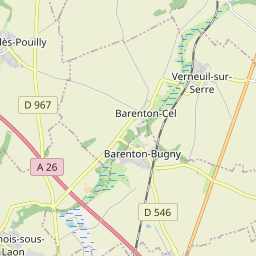 lès-Pouilly
Verneuil-sur-
Serre
D 967
Barenton-Cel
Barenton-Bugny
A 26
D 546
nois-sous-
Laon